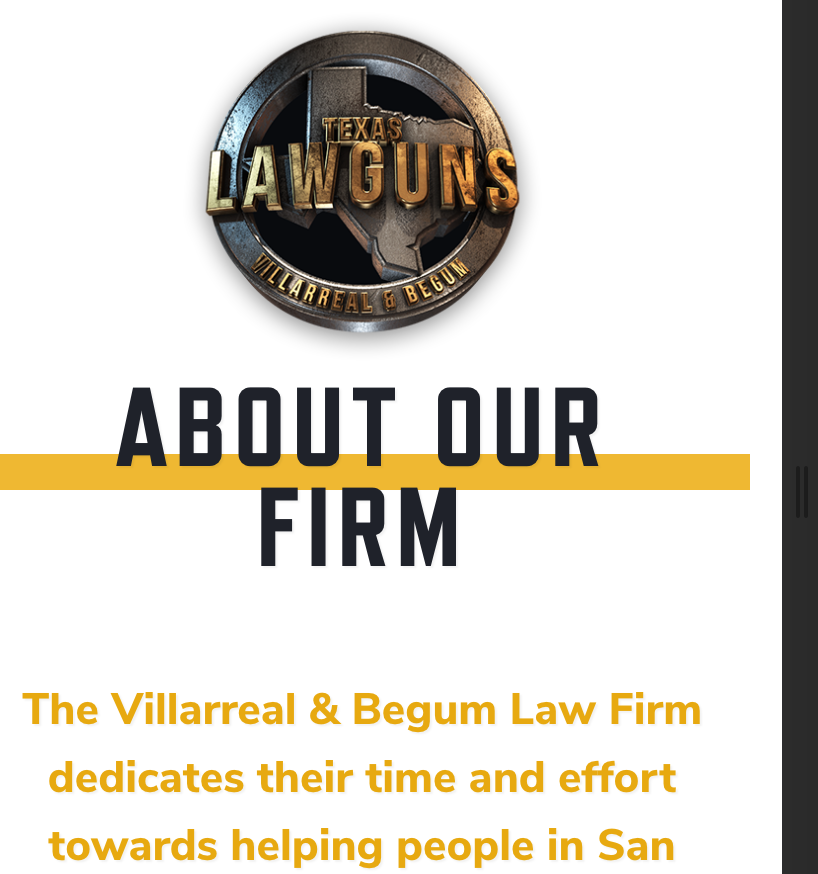 TEXAS
LAWGUNS
VILLARREAL & BEGUM
ABOUT OUR
FIRM
The Villarreal & Begum Law Firm
dedicates their time and effort
towards helping people in San